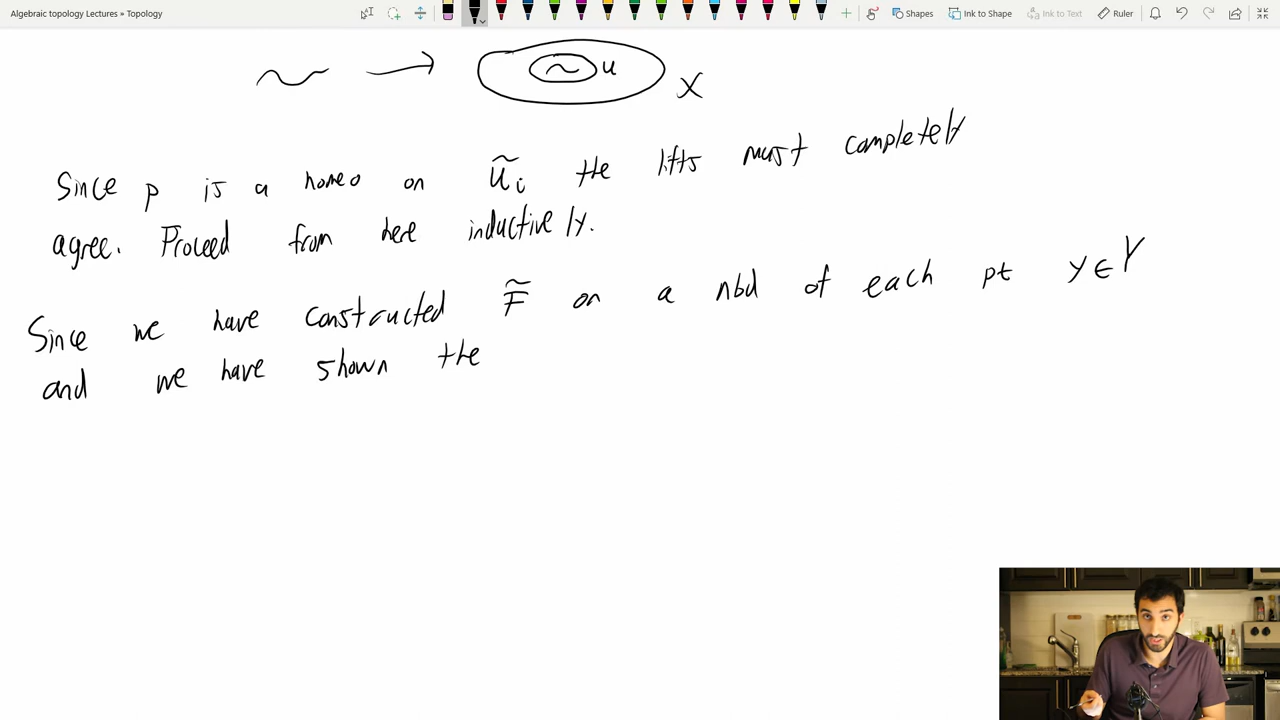 Algebraic topology Lectures » Topology
Shapes
Ink to Shape
Ink to Text
Ruler
u
X
Since p is a homeo on ũᵢ the lifts must completely
agree. Proceed from here inductively.
Since we have constructed F̃ on a nbd of each pt y ∈ Y
and we have shown the